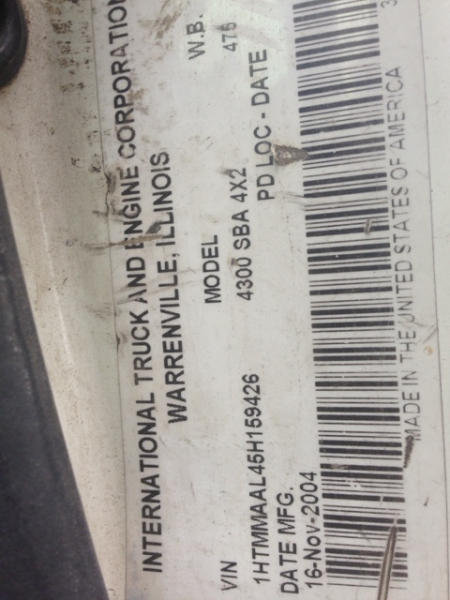 INTERNATIONAL TRUCK AND ENGINE CORPORATION
WARRENVILLE, ILLINOIS
VIN MODEL W.B.
1HTMMAAL45H159426 4300 SBA 4X2 476
DATE MFG. PD LOC - DATE
16-Nov-2004
MADE IN THE UNITED STATES OF AMERICA